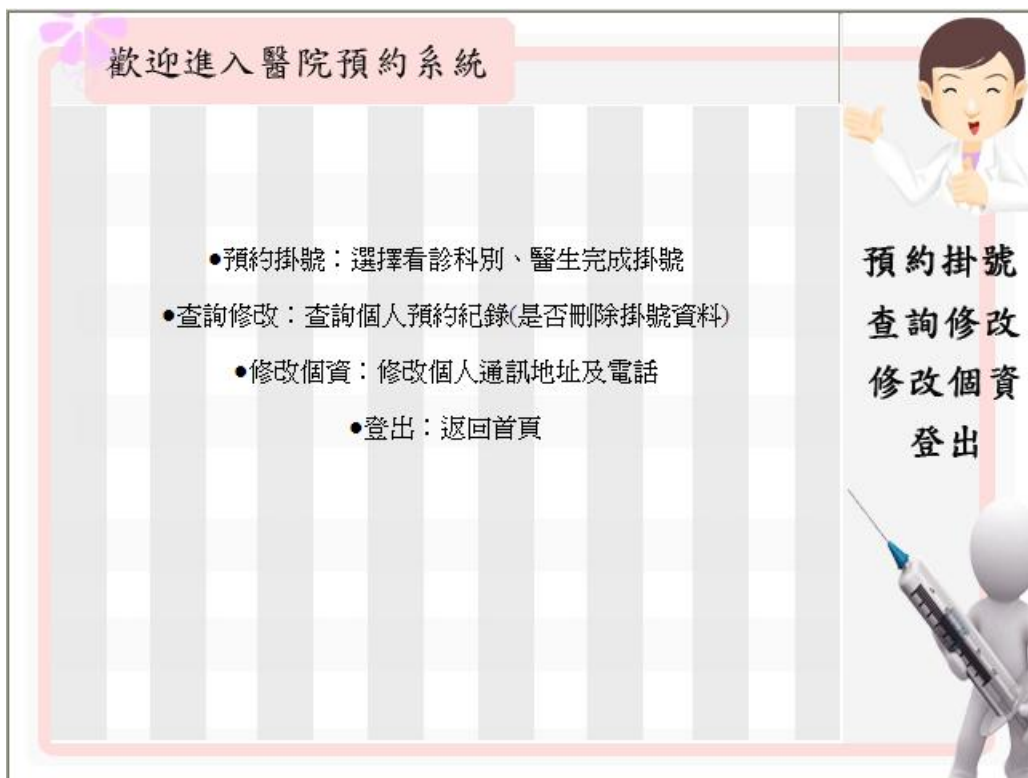 歡迎進入醫院預約系統
●預約掛號：選擇看診科別、醫生完成掛號
●查詢修改：查詢個人預約紀錄(是否刪除掛號資料)
●修改個資：修改個人通訊地址及電話
●登出：返回首頁
預約掛號
查詢修改
修改個資
登出